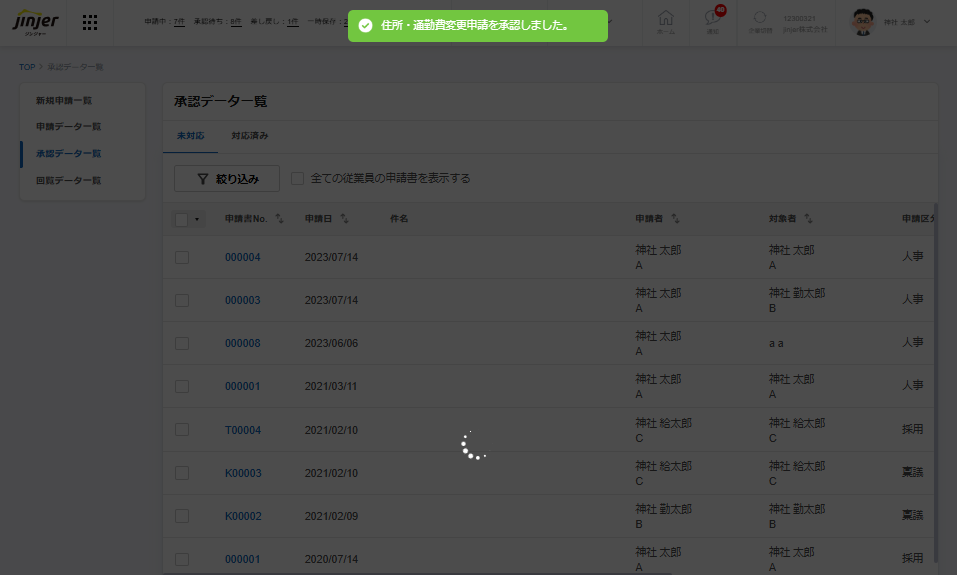 jinjer
ジンジャー
申請中：7件 承認待ち：8件 差し戻し：1件 一時保存：
住所・通勤費変更申請を承認しました。
ホーム
40
12300321
jinjer株式会社
神社 太郎
TOP › 承認データ一覧
新規申請一覧
申請データ一覧
承認データ一覧
回覧データ一覧
承認データ一覧
未対応 対応済み
絞り込み 全ての従業員の申請書を表示する
申請書No. 申請日 件名 申請者 対象者 申請区分
000004 2023/07/14 神社 太郎 神社 太郎 人事
A A
000003 2023/07/14 神社 太郎 神社 勤太郎 人事
A B
000008 2023/06/06 神社 太郎 a a 人事
A
000001 2021/03/11 神社 太郎 神社 太郎 人事
A A
T00004 2021/02/10 神社 絵太郎 神社 絵太郎 採用
C C
K00003 2021/02/10 神社 絵太郎 神社 絵太郎 稟議
C C
K00002 2021/02/09 神社 勤太郎 神社 勤太郎 稟議
B B
000001 2020/07/14 神社 太郎 神社 太郎 採用
A A